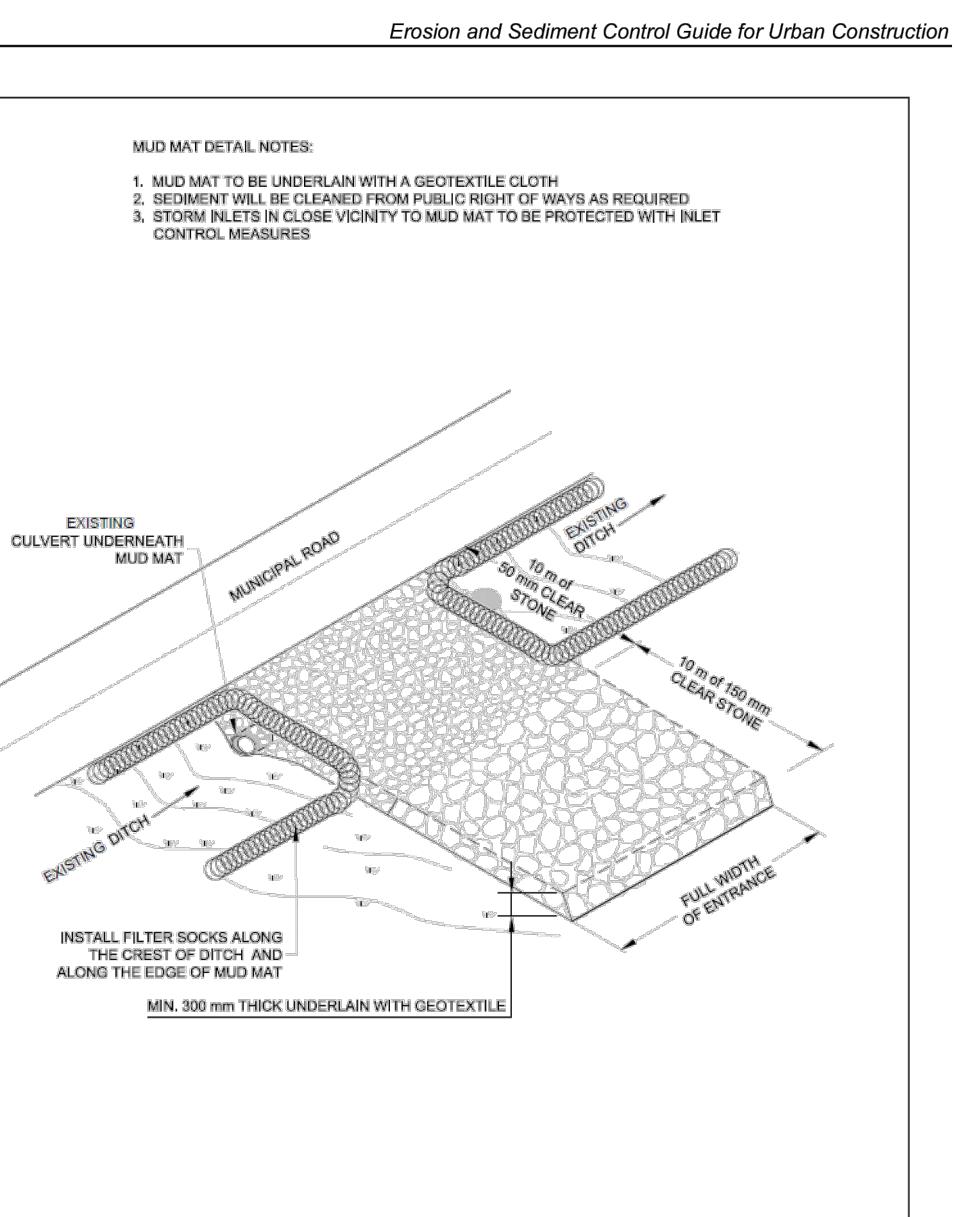 Erosion and Sediment Control Guide for Urban Construction
MUD MAT DETAIL NOTES:
1. MUD MAT TO BE UNDERLAIN WITH A GEOTEXTILE CLOTH
2. SEDIMENT WILL BE CLEANED FROM PUBLIC RIGHT OF WAYS AS REQUIRED
3. STORM INLETS IN CLOSE VICINITY TO MUD MAT TO BE PROTECTED WITH INLET
CONTROL MEASURES
EXISTING
CULVERT UNDERNEATH
MUD MAT
MUNICIPAL ROAD
EXISTING
DITCH
10 m of
50 mm CLEAR
STONE
10 m of 150 mm
CLEAR STONE
EXISTING DITCH
FULL WIDTH
OF ENTRANCE
INSTALL FILTER SOCKS ALONG
THE CREST OF DITCH AND
ALONG THE EDGE OF MUD MAT
MIN. 300 mm THICK UNDERLAIN WITH GEOTEXTILE